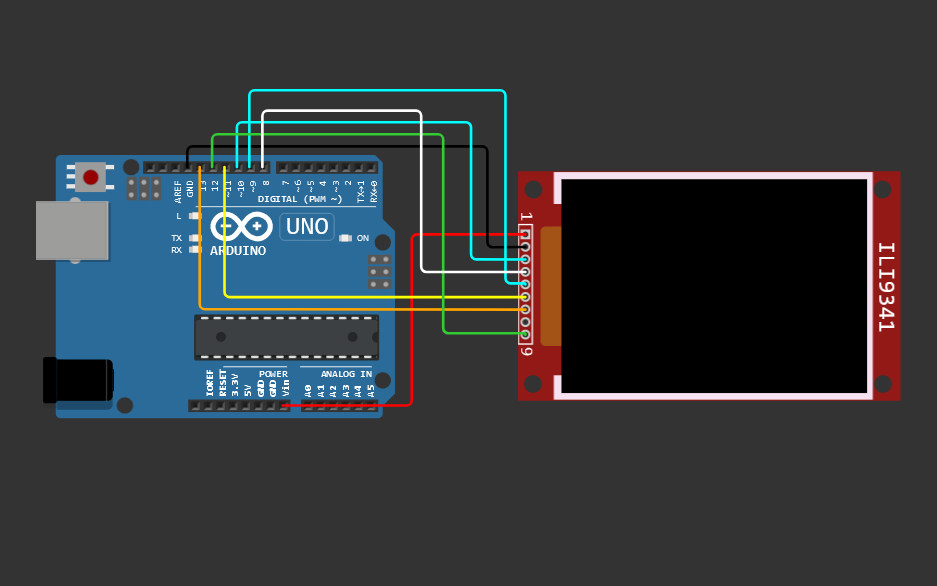 AREF
GND
13
12
~11
~10
~9
8
7
~6
~5
4
~3
2
TX→1
RX←0
DIGITAL (PWM ~)
L
TX
RX
UNO
ON
ARDUINO
1
9
ILI9341
POWER
ANALOG IN
IOREF
RESET
3.3V
5V
GND
GND
Vin
A0
A1
A2
A3
A4
A5